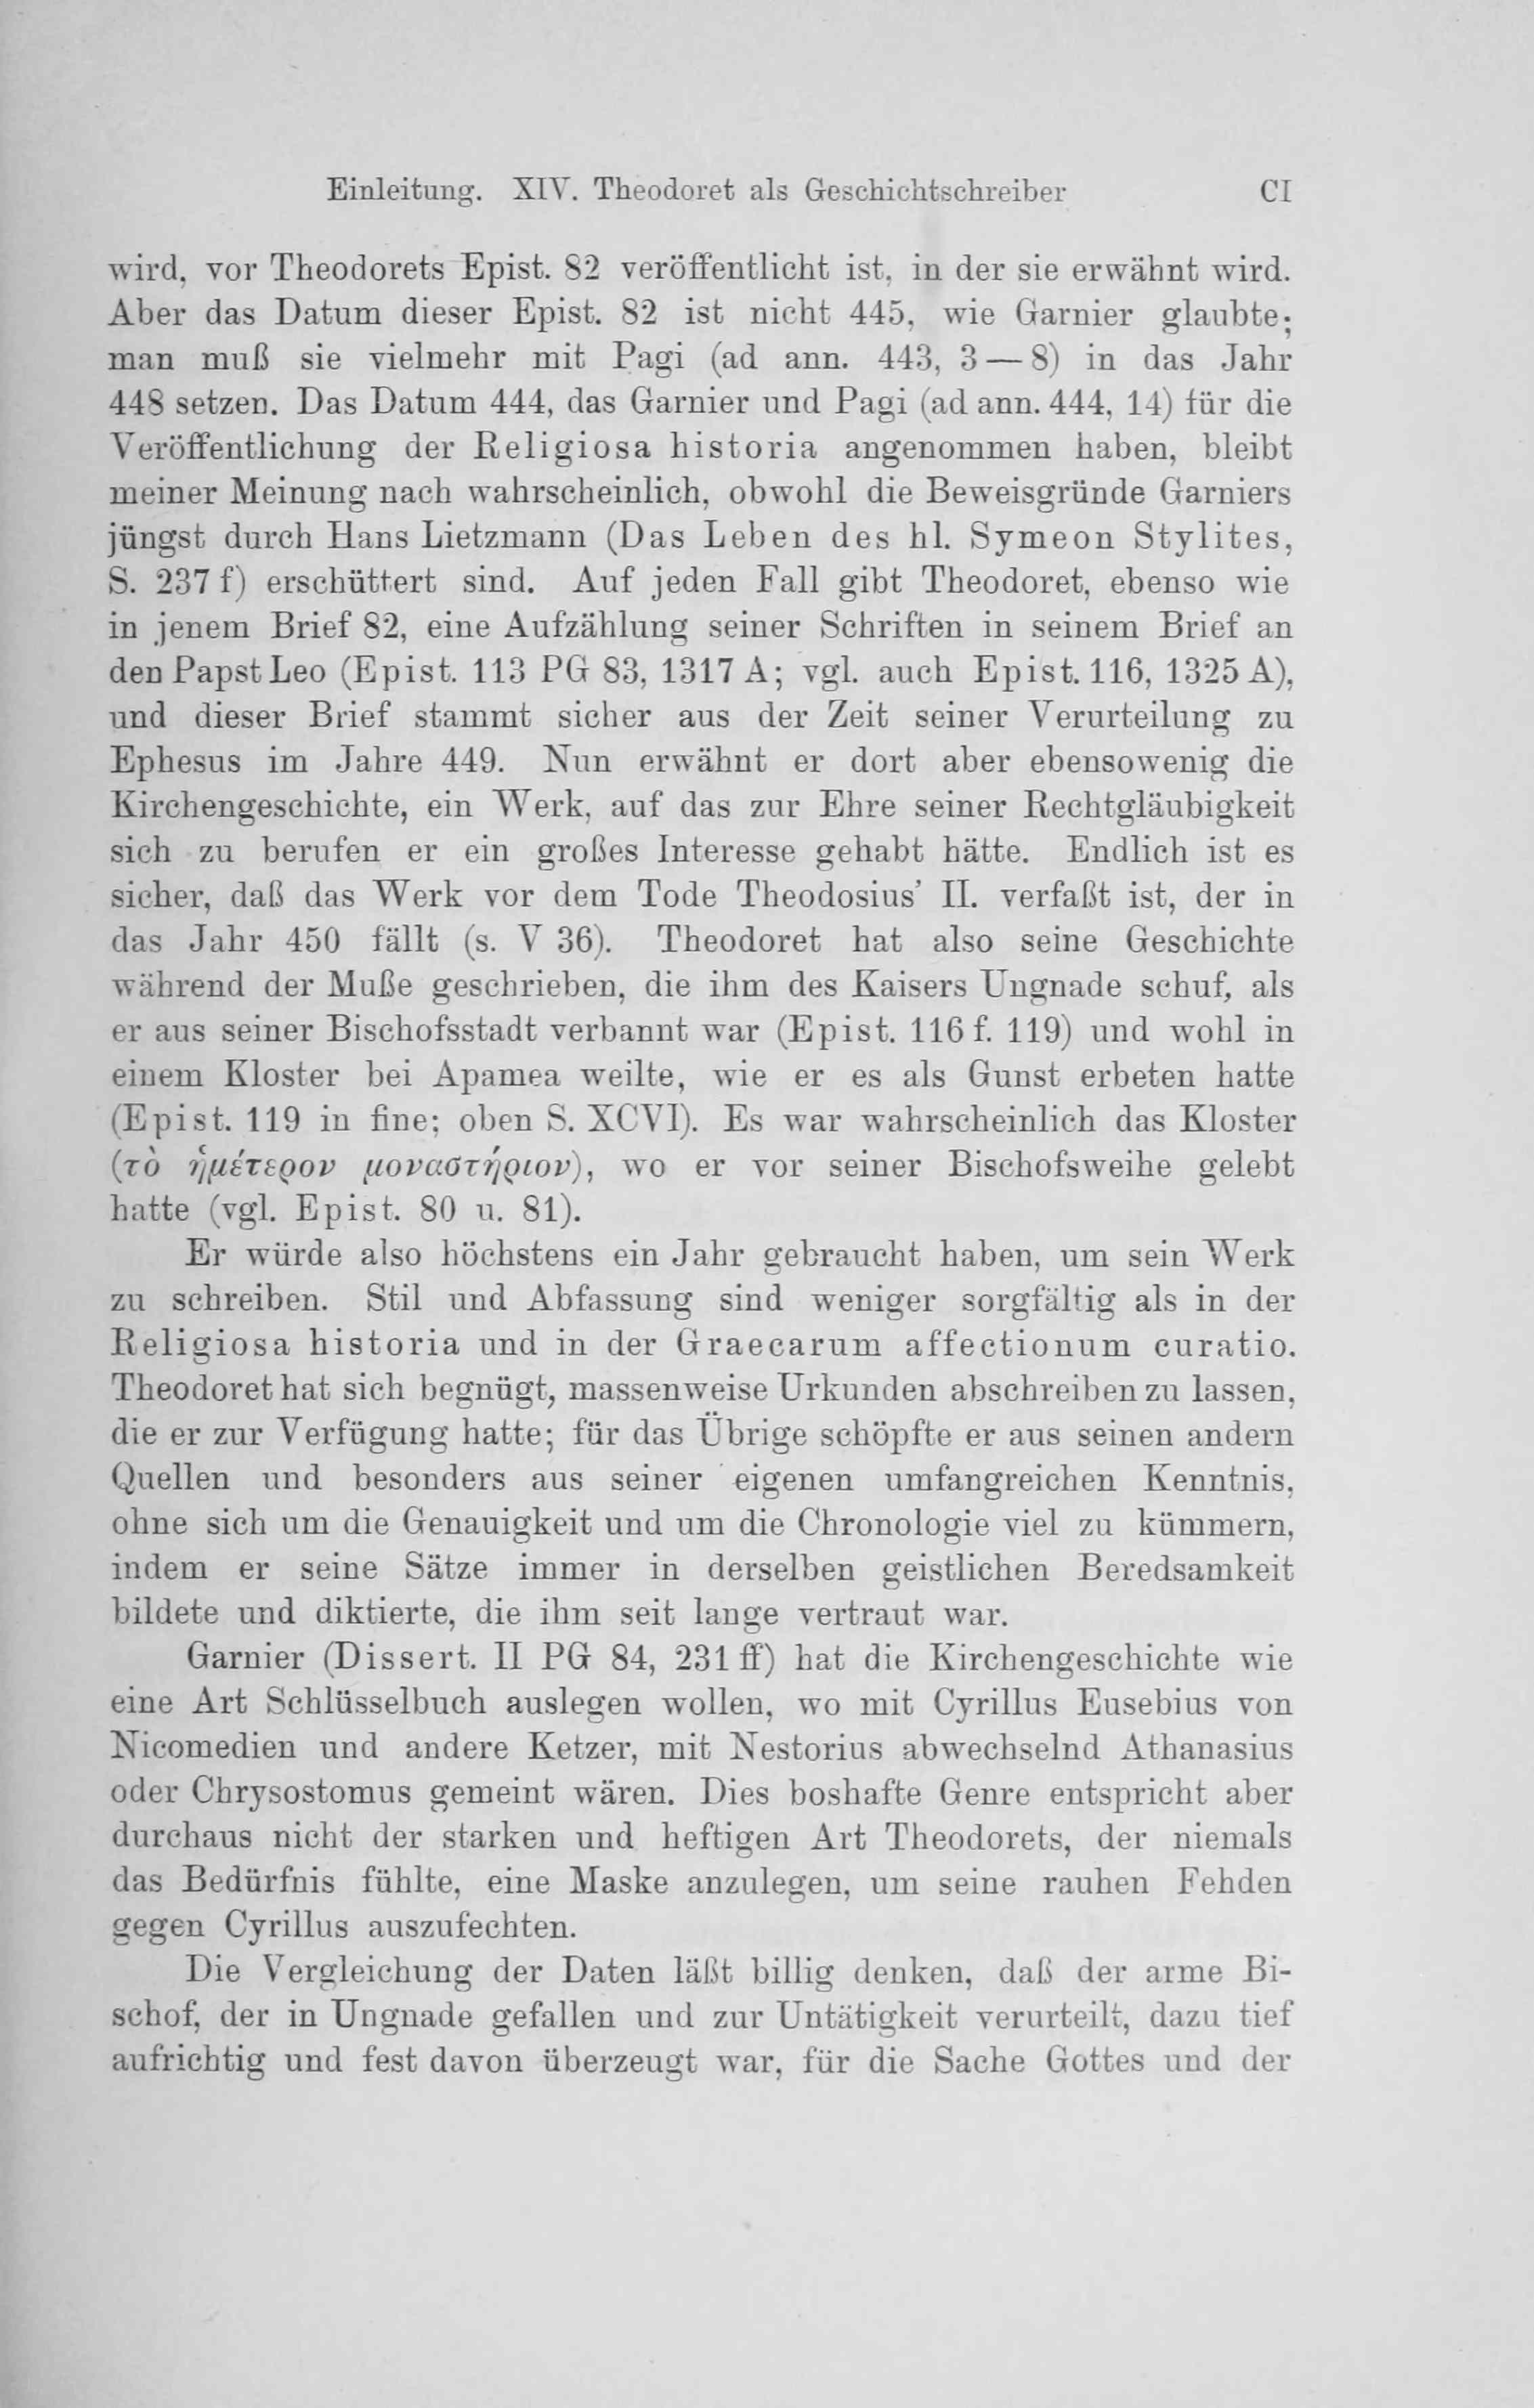 Einleitung. XIV. Theodoret als Geschichtschreiber CI
wird, vor Theodorets Epist. 82 veröffentlicht ist, in der sie erwähnt wird.
Aber das Datum dieser Epist. 82 ist nicht 445, wie Garnier glaubte;
man muß sie vielmehr mit Pagi (ad ann. 443, 3 — 8) in das Jahr
448 setzen. Das Datum 444, das Garnier und Pagi (ad ann. 444, 14) für die
Veröffentlichung der Religiosa historia angenommen haben, bleibt
meiner Meinung nach wahrscheinlich, obwohl die Beweisgründe Garniers
jüngst durch Hans Lietzmann (Das Leben des hl. Symeon Stylites,
S. 237 f) erschüttert sind. Auf jeden Fall gibt Theodoret, ebenso wie
in jenem Brief 82, eine Aufzählung seiner Schriften in seinem Brief an
den Papst Leo (Epist. 113 PG 83, 1317 A; vgl. auch Epist. 116, 1325 A),
und dieser Brief stammt sicher aus der Zeit seiner Verurteilung zu
Ephesus im Jahre 449. Nun erwähnt er dort aber ebensowenig die
Kirchengeschichte, ein Werk, auf das zur Ehre seiner Rechtgläubigkeit
sich zu berufen er ein großes Interesse gehabt hätte. Endlich ist es
sicher, daß das Werk vor dem Tode Theodosius’ II. verfaßt ist, der in
das Jahr 450 fällt (s. V 36). Theodoret hat also seine Geschichte
während der Muße geschrieben, die ihm des Kaisers Ungnade schuf, als
er aus seiner Bischofsstadt verbannt war (Epist. 116 f. 119) und wohl in
einem Kloster bei Apamea weilte, wie er es als Gunst erbeten hatte
(Epist. 119 in fine; oben S. XCVI). Es war wahrscheinlich das Kloster
(τὸ ἡμέτερον μοναστήριον), wo er vor seiner Bischofsweihe gelebt
hatte (vgl. Epist. 80 u. 81).
Er würde also höchstens ein Jahr gebraucht haben, um sein Werk
zu schreiben. Stil und Abfassung sind weniger sorgfältig als in der
Religiosa historia und in der Graecarum affectionum curatio.
Theodoret hat sich begnügt, massenweise Urkunden abschreiben zu lassen,
die er zur Verfügung hatte; für das Übrige schöpfte er aus seinen andern
Quellen und besonders aus seiner eigenen umfangreichen Kenntnis,
ohne sich um die Genauigkeit und um die Chronologie viel zu kümmern,
indem er seine Sätze immer in derselben geistlichen Beredsamkeit
bildete und diktierte, die ihm seit lange vertraut war.
Garnier (Dissert. II PG 84, 231 ff) hat die Kirchengeschichte wie
eine Art Schlüsselbuch auslegen wollen, wo mit Cyrillus Eusebius von
Nicomedien und andere Ketzer, mit Nestorius abwechselnd Athanasius
oder Chrysostomus gemeint wären. Dies boshafte Genre entspricht aber
durchaus nicht der starken und heftigen Art Theodorets, der niemals
das Bedürfnis fühlte, eine Maske anzulegen, um seine rauhen Fehden
gegen Cyrillus auszufechten.
Die Vergleichung der Daten läßt billig denken, daß der arme Bi-
schof, der in Ungnade gefallen und zur Untätigkeit verurteilt, dazu tief
aufrichtig und fest davon überzeugt war, für die Sache Gottes und der